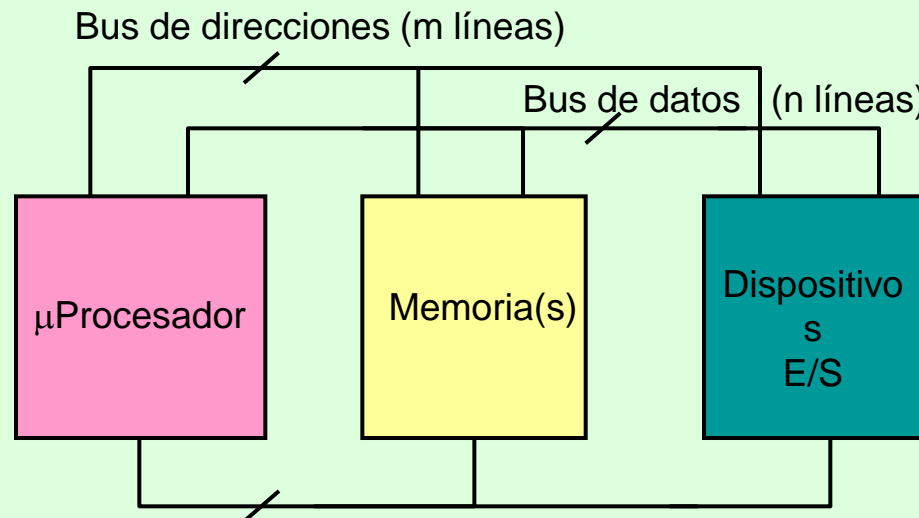 Bus de direcciones (m líneas)
Bus de datos (n líneas)
μProcesador
Memoria(s)
Dispositivo
s
E/S